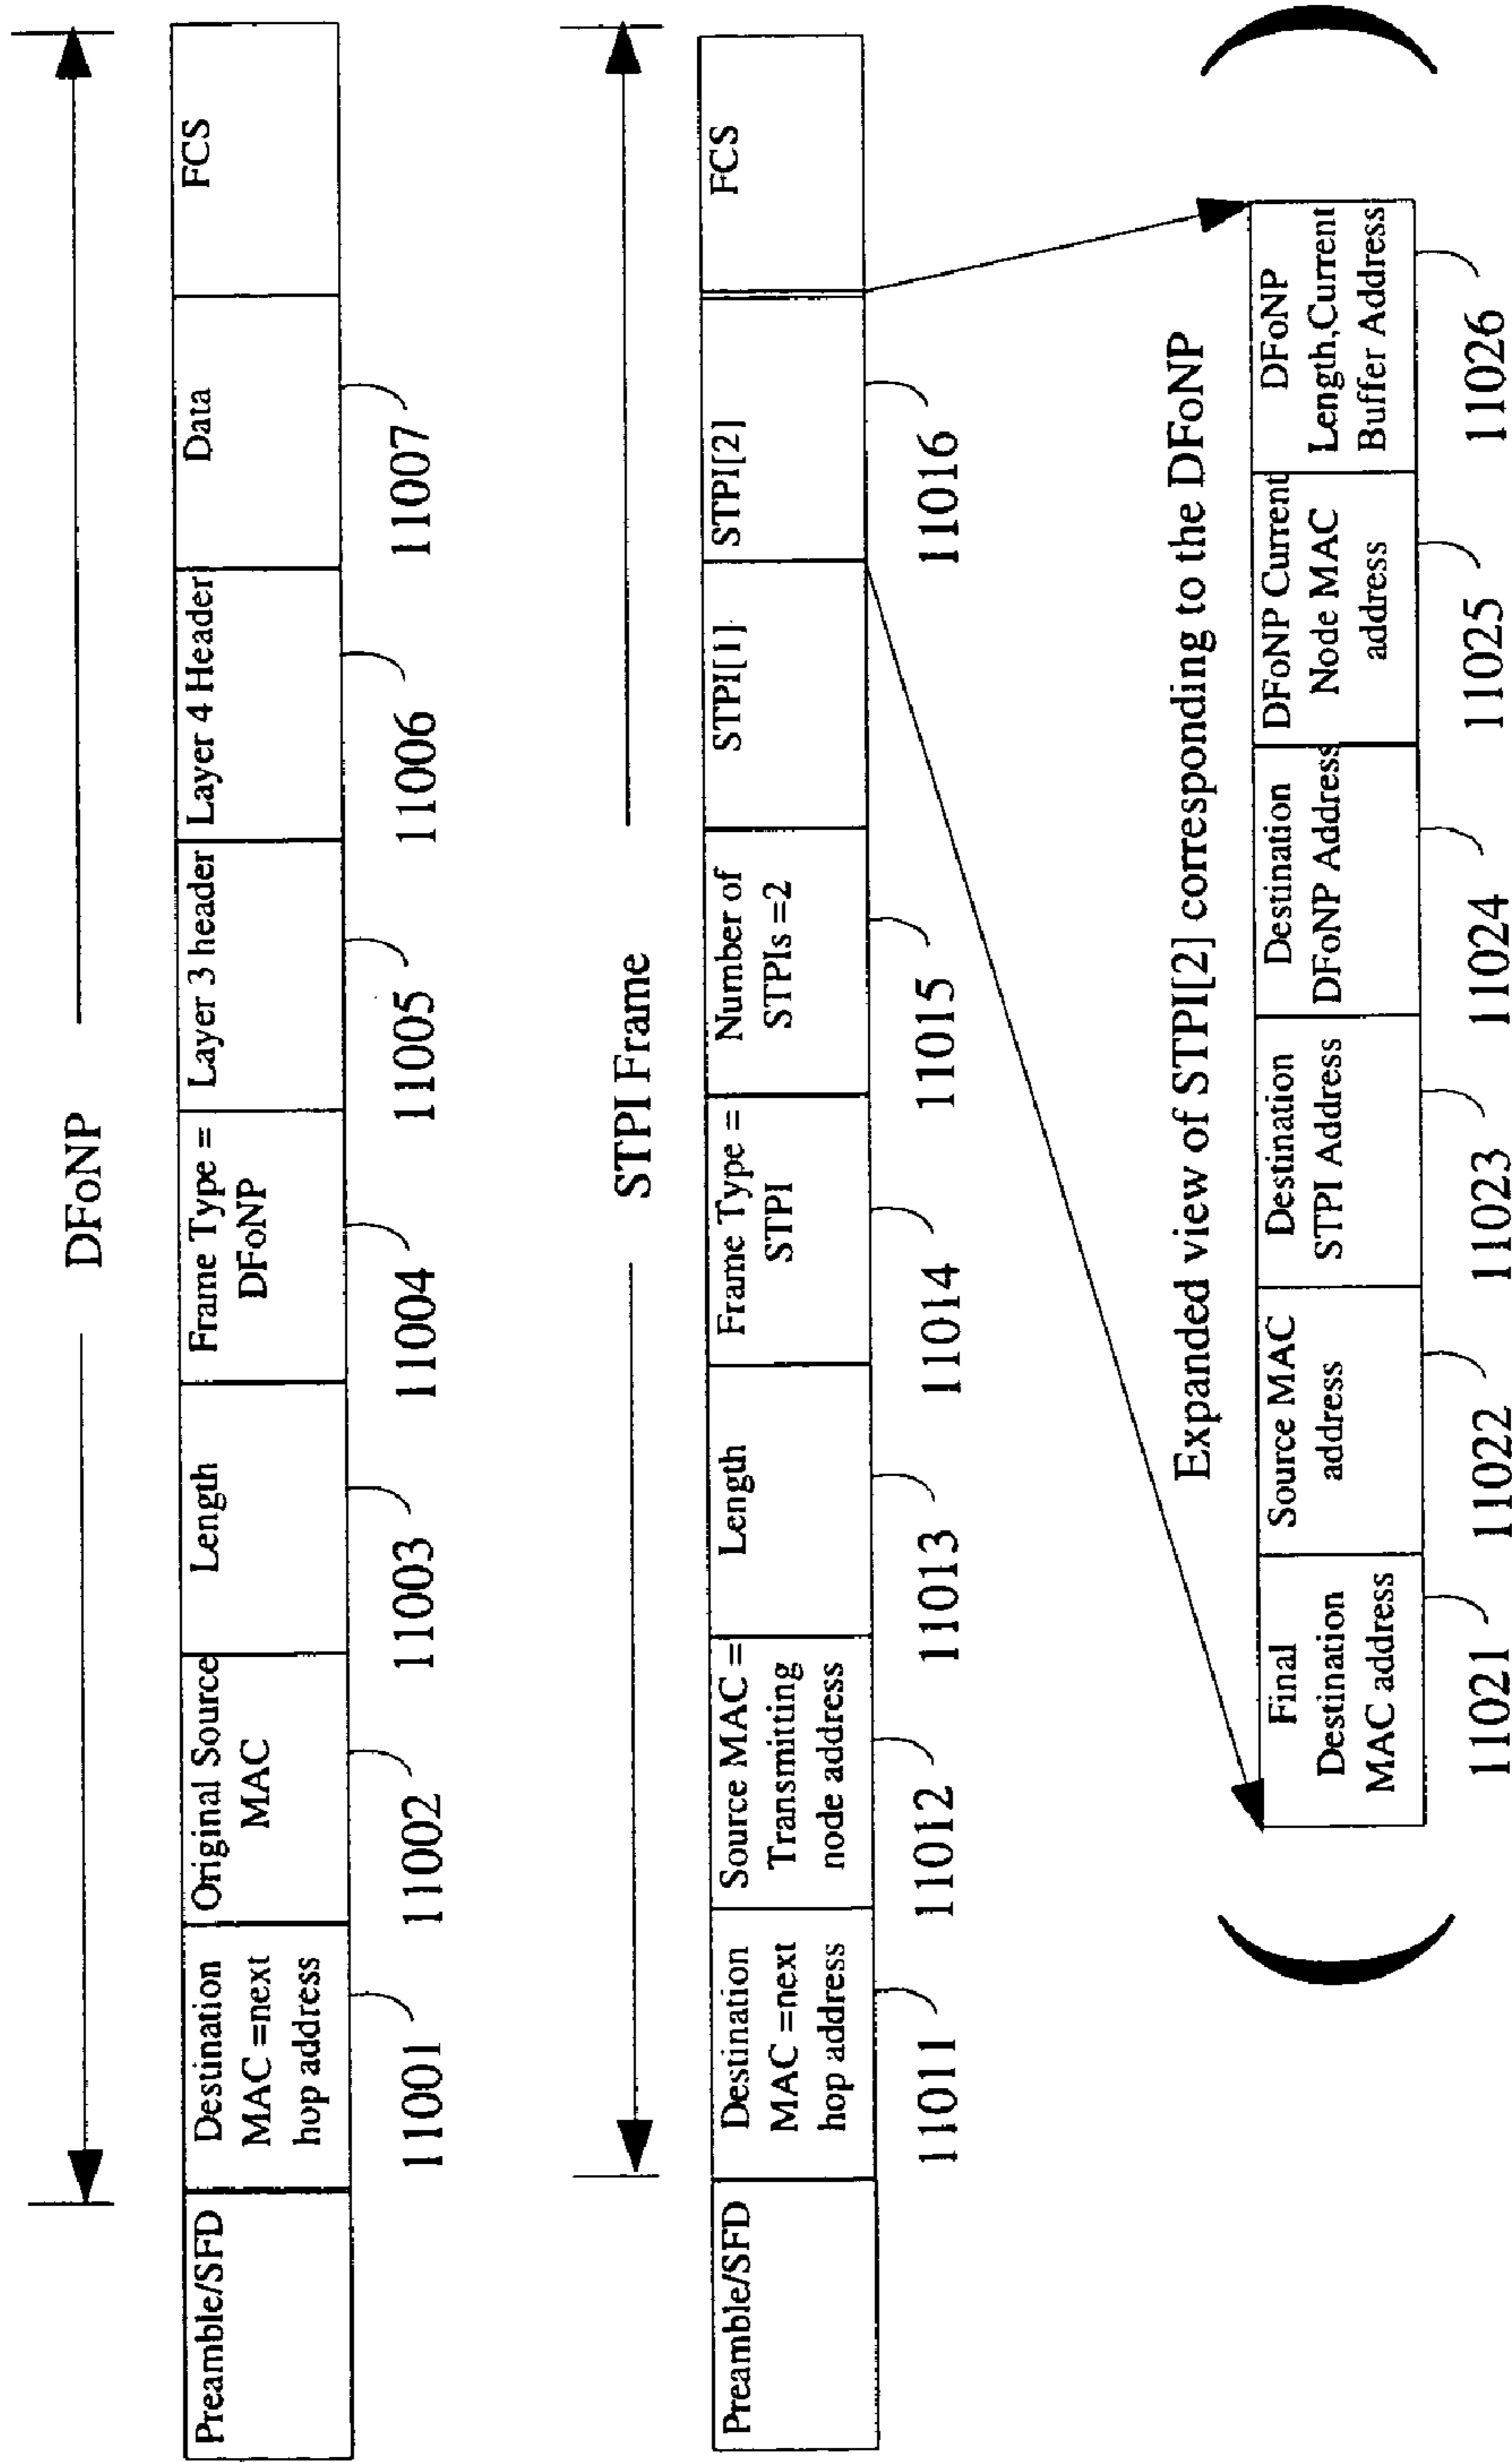 DFoNP
Preamble/SFD
Destination
MAC =next
hop address
Original Source
MAC
Length
Frame Type =
DFoNP
Layer 3 header
Layer 4 Header
Data
FCS
11001
11002
11003
11004
11005
11006
11007
STPI Frame
Preamble/SFD
Destination
MAC =next
hop address
Source MAC =
Transmitting
node address
Length
Frame Type =
STPI
Number of
STPIs =2
STPI[1]
STPI[2]
FCS
11011
11012
11013
11014
11015
11016
Expanded view of STPI[2] corresponding to the DFoNP
Final
Destination
MAC address
Source MAC
address
Destination
STPI Address
Destination
DFoNP Address
DFoNP Current
Node MAC
address
DFoNP
Length,Current
Buffer Address
11021
11022
11023
11024
11025
11026